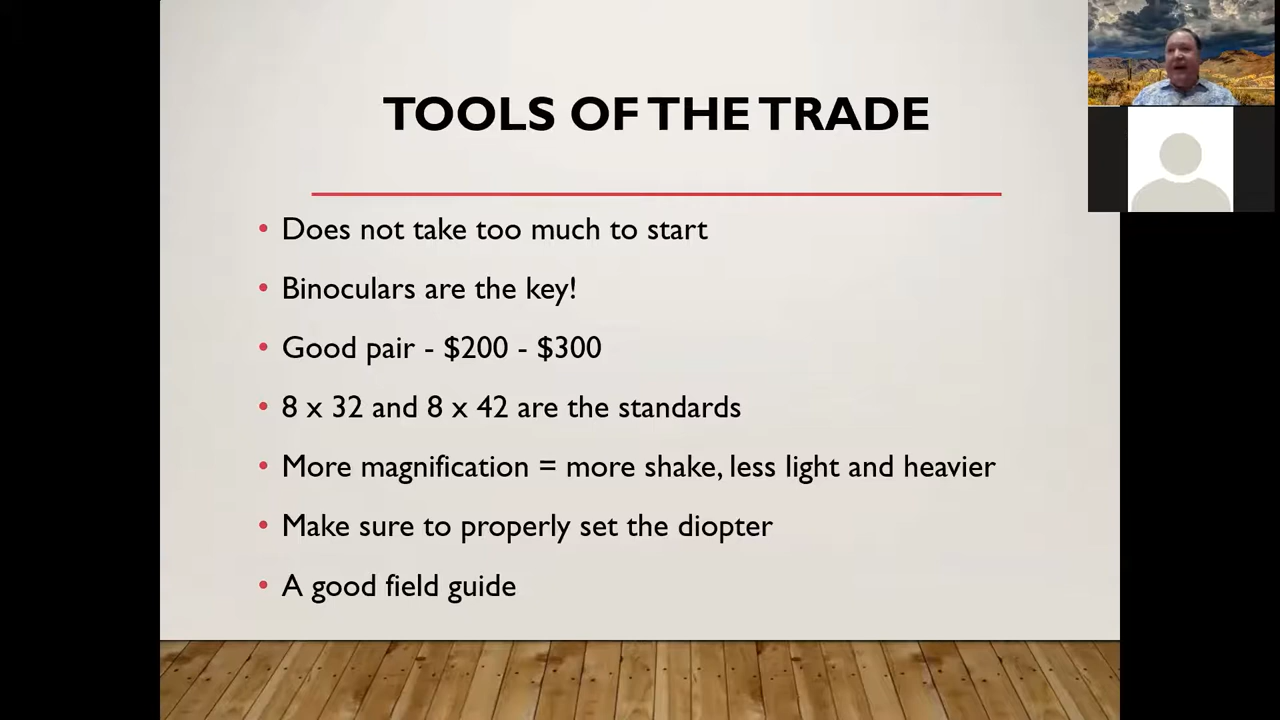 TOOLS OF THE TRADE
• Does not take too much to start
• Binoculars are the key!
• Good pair - $200 - $300
• 8 x 32 and 8 x 42 are the standards
• More magnification = more shake, less light and heavier
• Make sure to properly set the diopter
• A good field guide